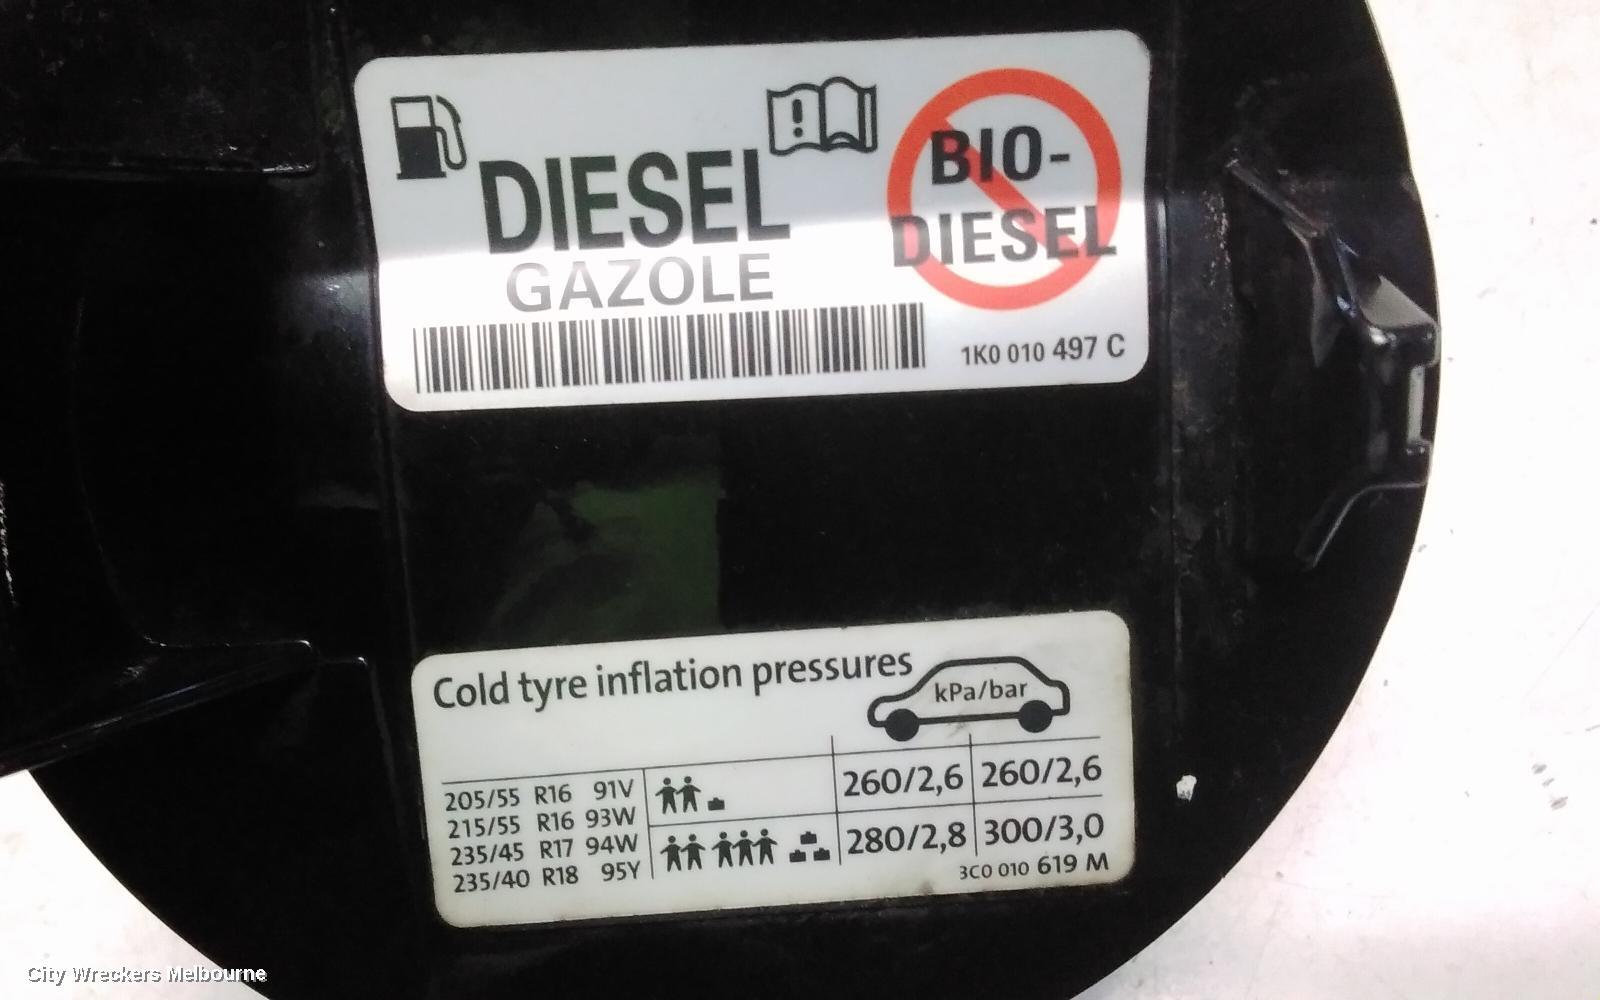 DIESEL
GAZOLE
BIO-
DIESEL
1K0 010 497 C
Cold tyre inflation pressures
kPa/bar
205/55 R16 91V
215/55 R16 93W
235/45 R17 94W
235/40 R18 95Y
260/2,6 260/2,6
280/2,8 300/3,0
3C0 010 619 M
City Wreckers Melbourne